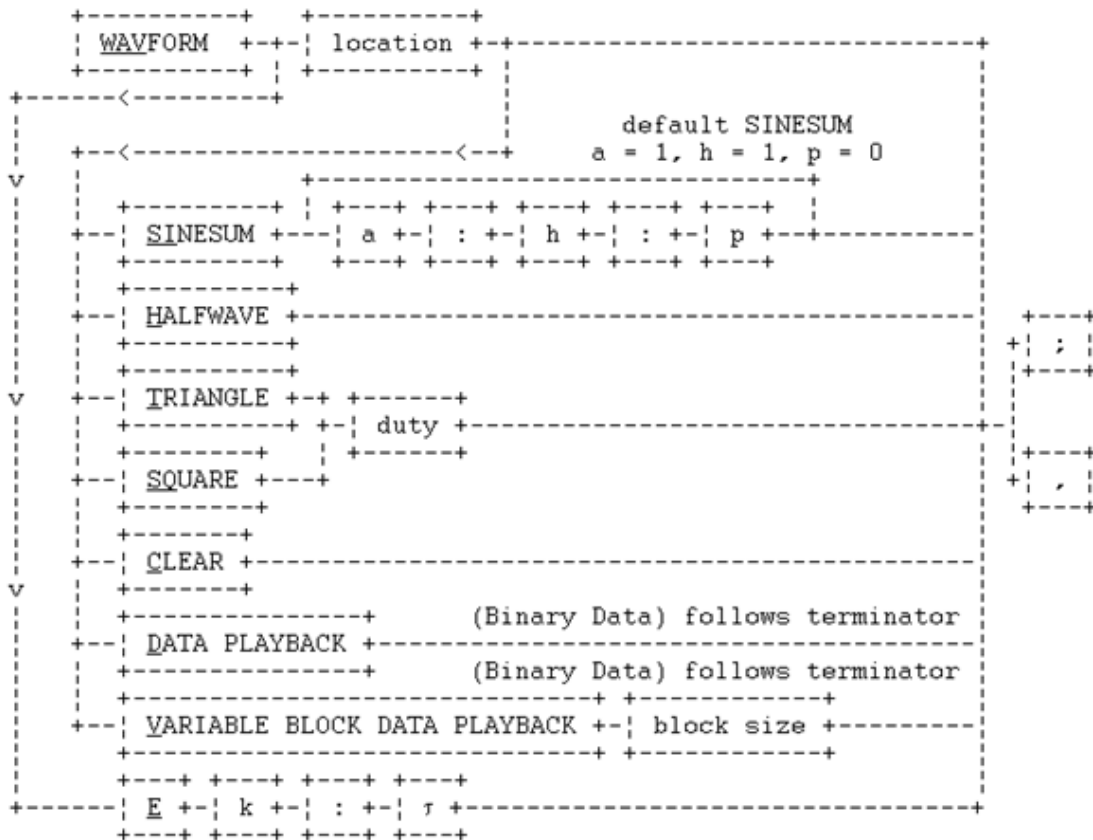 WAVFORM location
default SINESUM
a = 1, h = 1, p = 0
SINESUM a : h : p
HALFWAVE
;
TRIANGLE
duty
SQUARE
,
CLEAR
(Binary Data) follows terminator
DATA PLAYBACK
(Binary Data) follows terminator
VARIABLE BLOCK DATA PLAYBACK block size
E k : τ